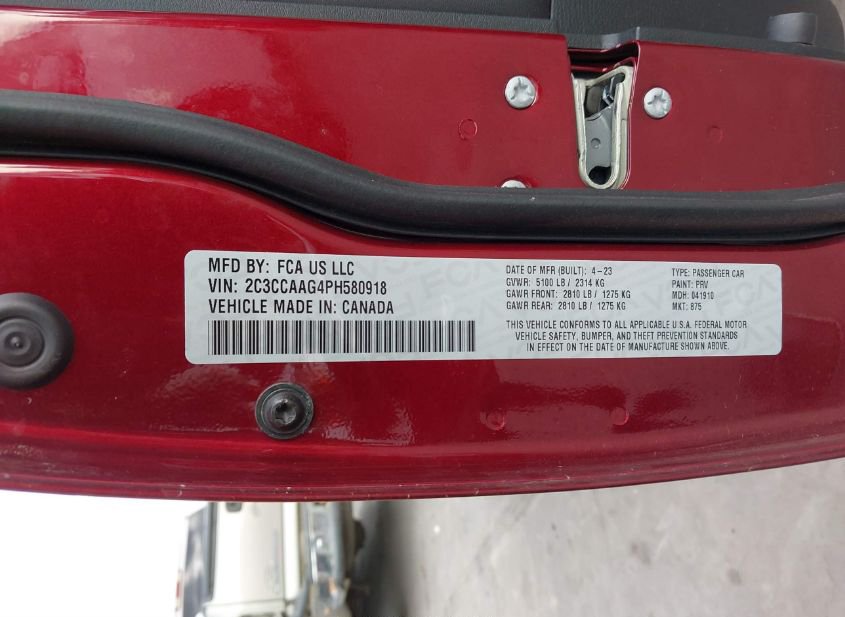 MFD BY: FCA US LLC
VIN: 2C3CCAAG4PH580918
VEHICLE MADE IN: CANADA
DATE OF MFR (BUILT): 4-23
GVWR: 5100 LB / 2314 KG
GAWR FRONT: 2810 LB / 1275 KG
GAWR REAR: 2810 LB / 1275 KG
TYPE: PASSENGER CAR
PAINT: PRV
MDH: 041910
MKT: 875
THIS VEHICLE CONFORMS TO ALL APPLICABLE U.S.A. FEDERAL MOTOR
VEHICLE SAFETY, BUMPER, AND THEFT PREVENTION STANDARDS
IN EFFECT ON THE DATE OF MANUFACTURE SHOWN ABOVE.